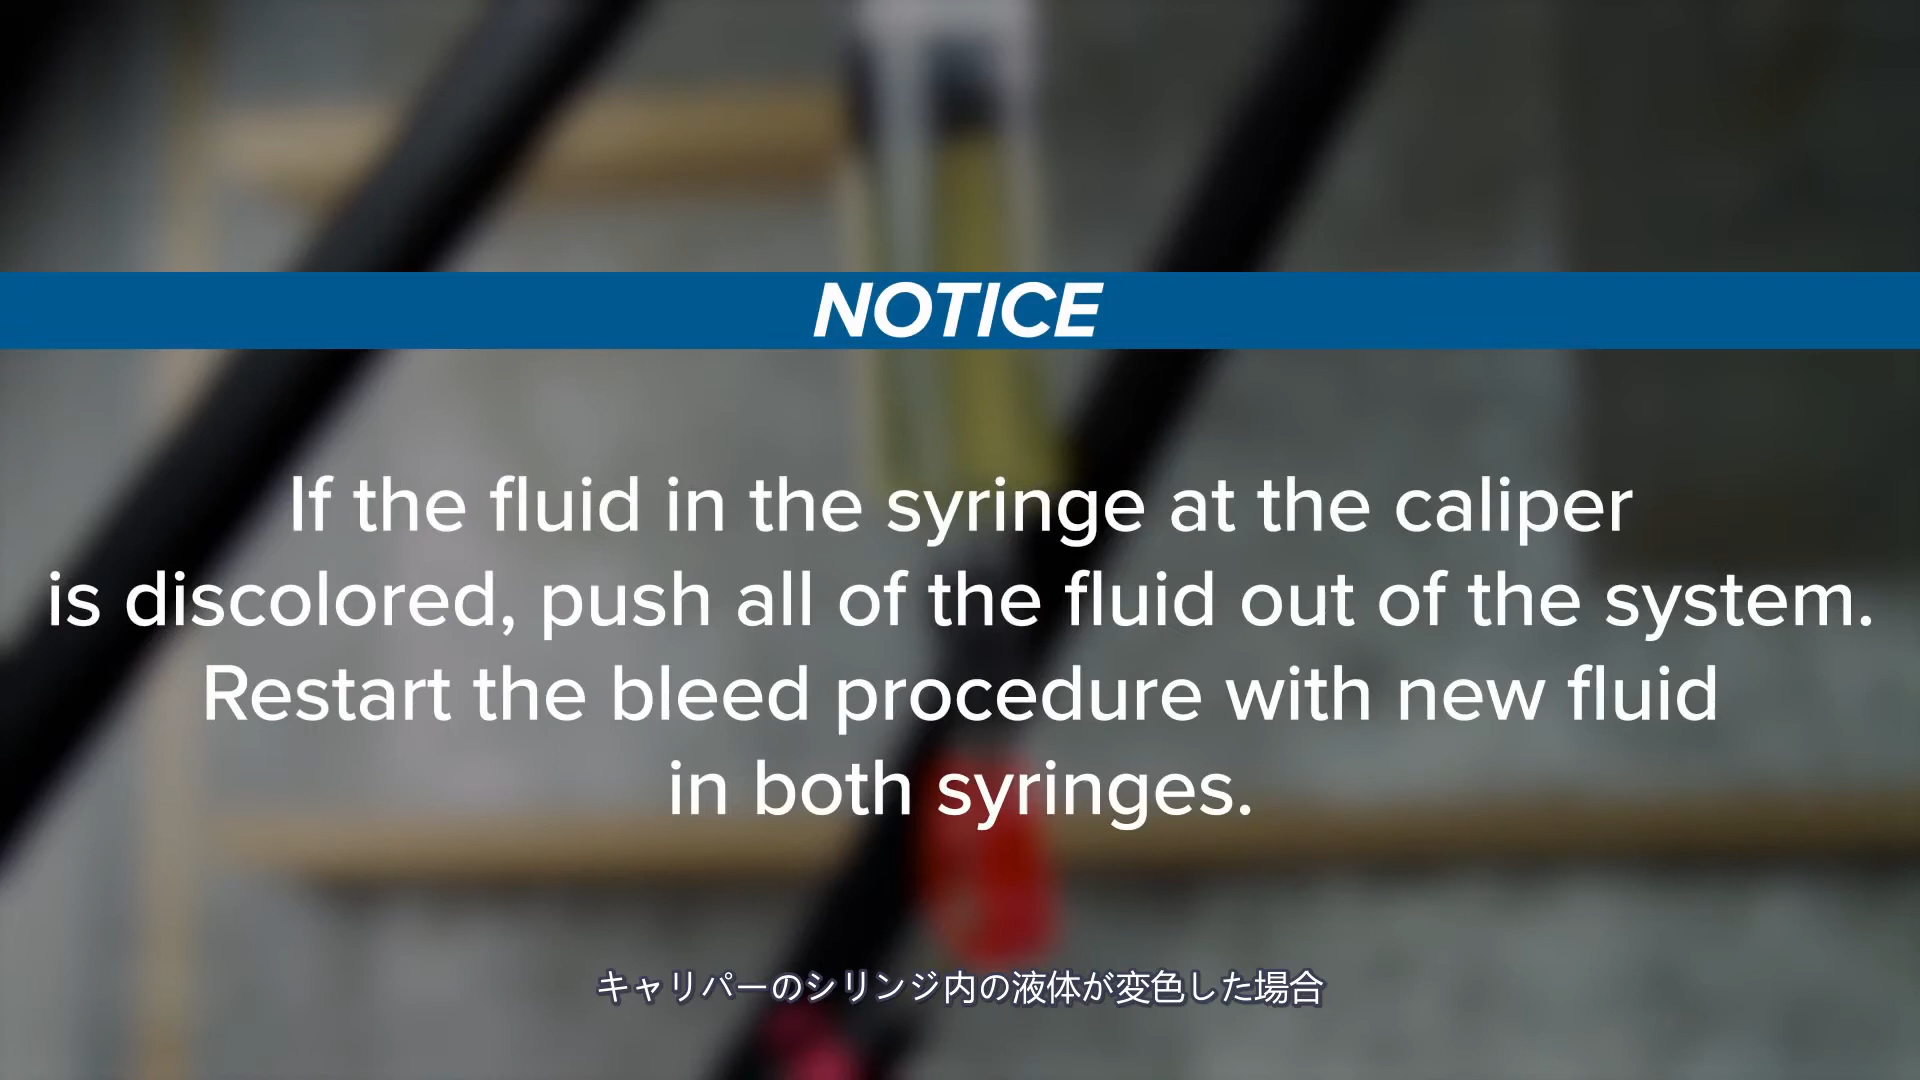 NOTICE
If the fluid in the syringe at the caliper
is discolored, push all of the fluid out of the system.
Restart the bleed procedure with new fluid
in both syringes.
キャリパーのシリンジ内の液体が変色した場合